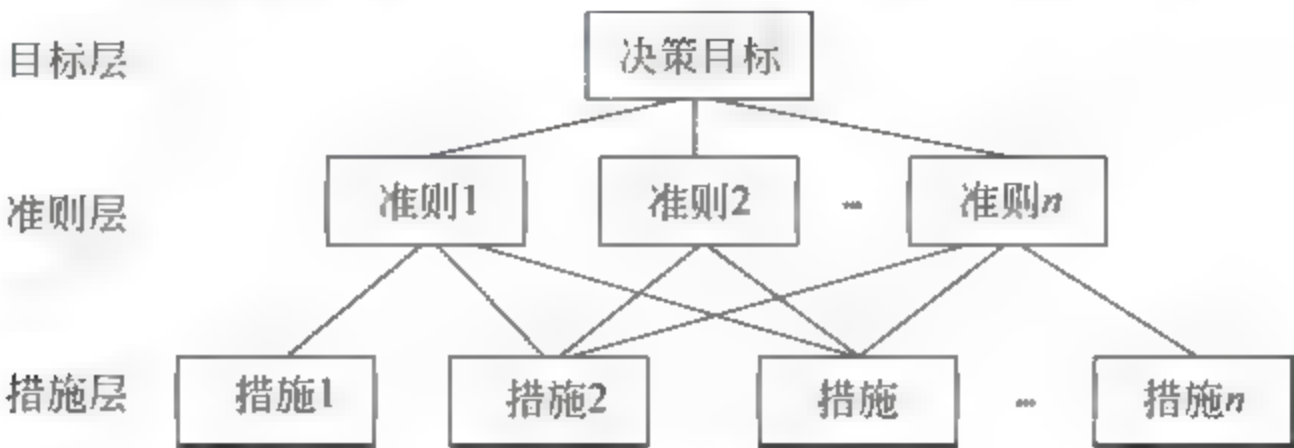 目标层 决策目标
准则层 准则1 准则2 … 准则n
措施层 措施1 措施2 措施 … 措施n